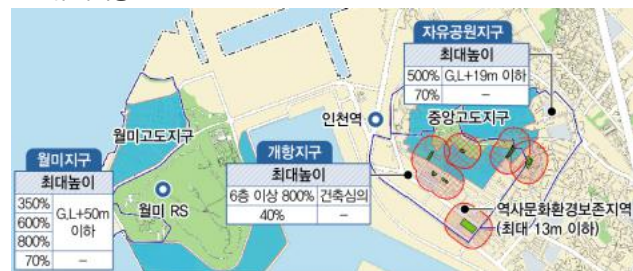 자유공원지구
최대높이
500% G.L+19m 이하
70% –
인천역
중앙고도지구
월미고도지구
월미지구
최대높이
350%
600%
800%
G.L+50m
이하
70% –
월미 RS
개항지구
최대높이
6층 이상 800% 건축심의
40% –
역사문화환경보존지역
(최대 13m 이하)